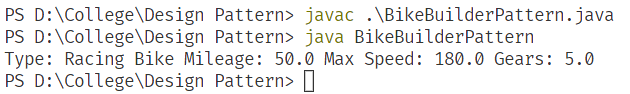 PS D:\College\Design Pattern> javac .\BikeBuilderPattern.java
PS D:\College\Design Pattern> java BikeBuilderPattern
Type: Racing Bike Mileage: 50.0 Max Speed: 180.0 Gears: 5.0
PS D:\College\Design Pattern>